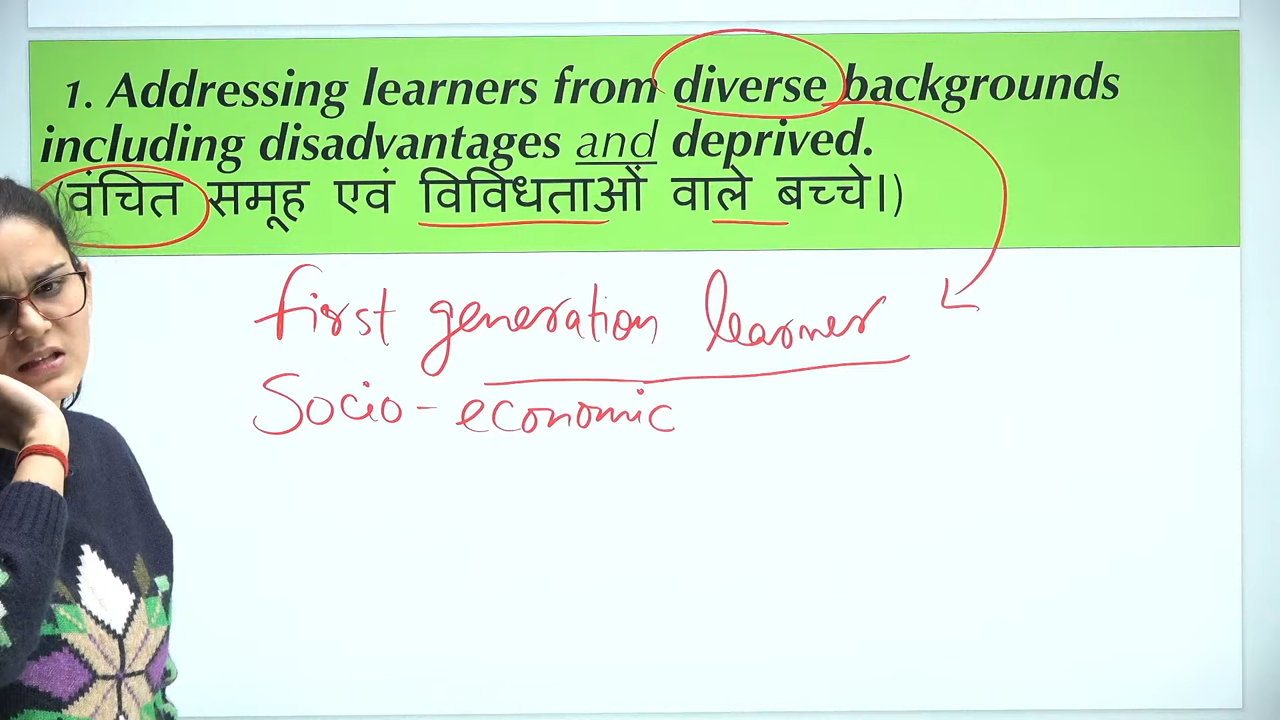 1. Addressing learners from diverse backgrounds
including disadvantages and deprived.
(वंचित समूह एवं विविधताओं वाले बच्चे।)
first generation learner
Socio-economic